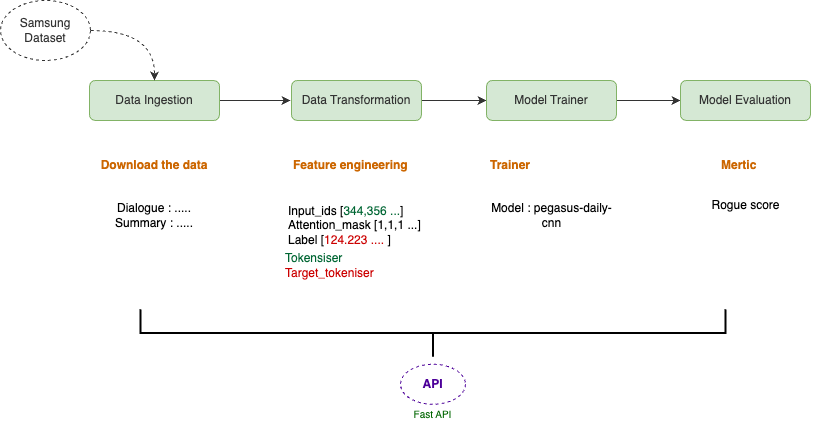 Samsung
Dataset
Data Ingestion
Data Transformation
Model Trainer
Model Evaluation
Download the data
Feature engineering
Trainer
Mertic
Dialogue : .....
Summary : .....
Input_ids [344,356 ...]
Attention_mask [1,1,1 ...]
Label [124.223 .... ]
Tokensiser
Target_tokeniser
Model : pegasus-daily-
cnn
Rogue score
API
Fast API